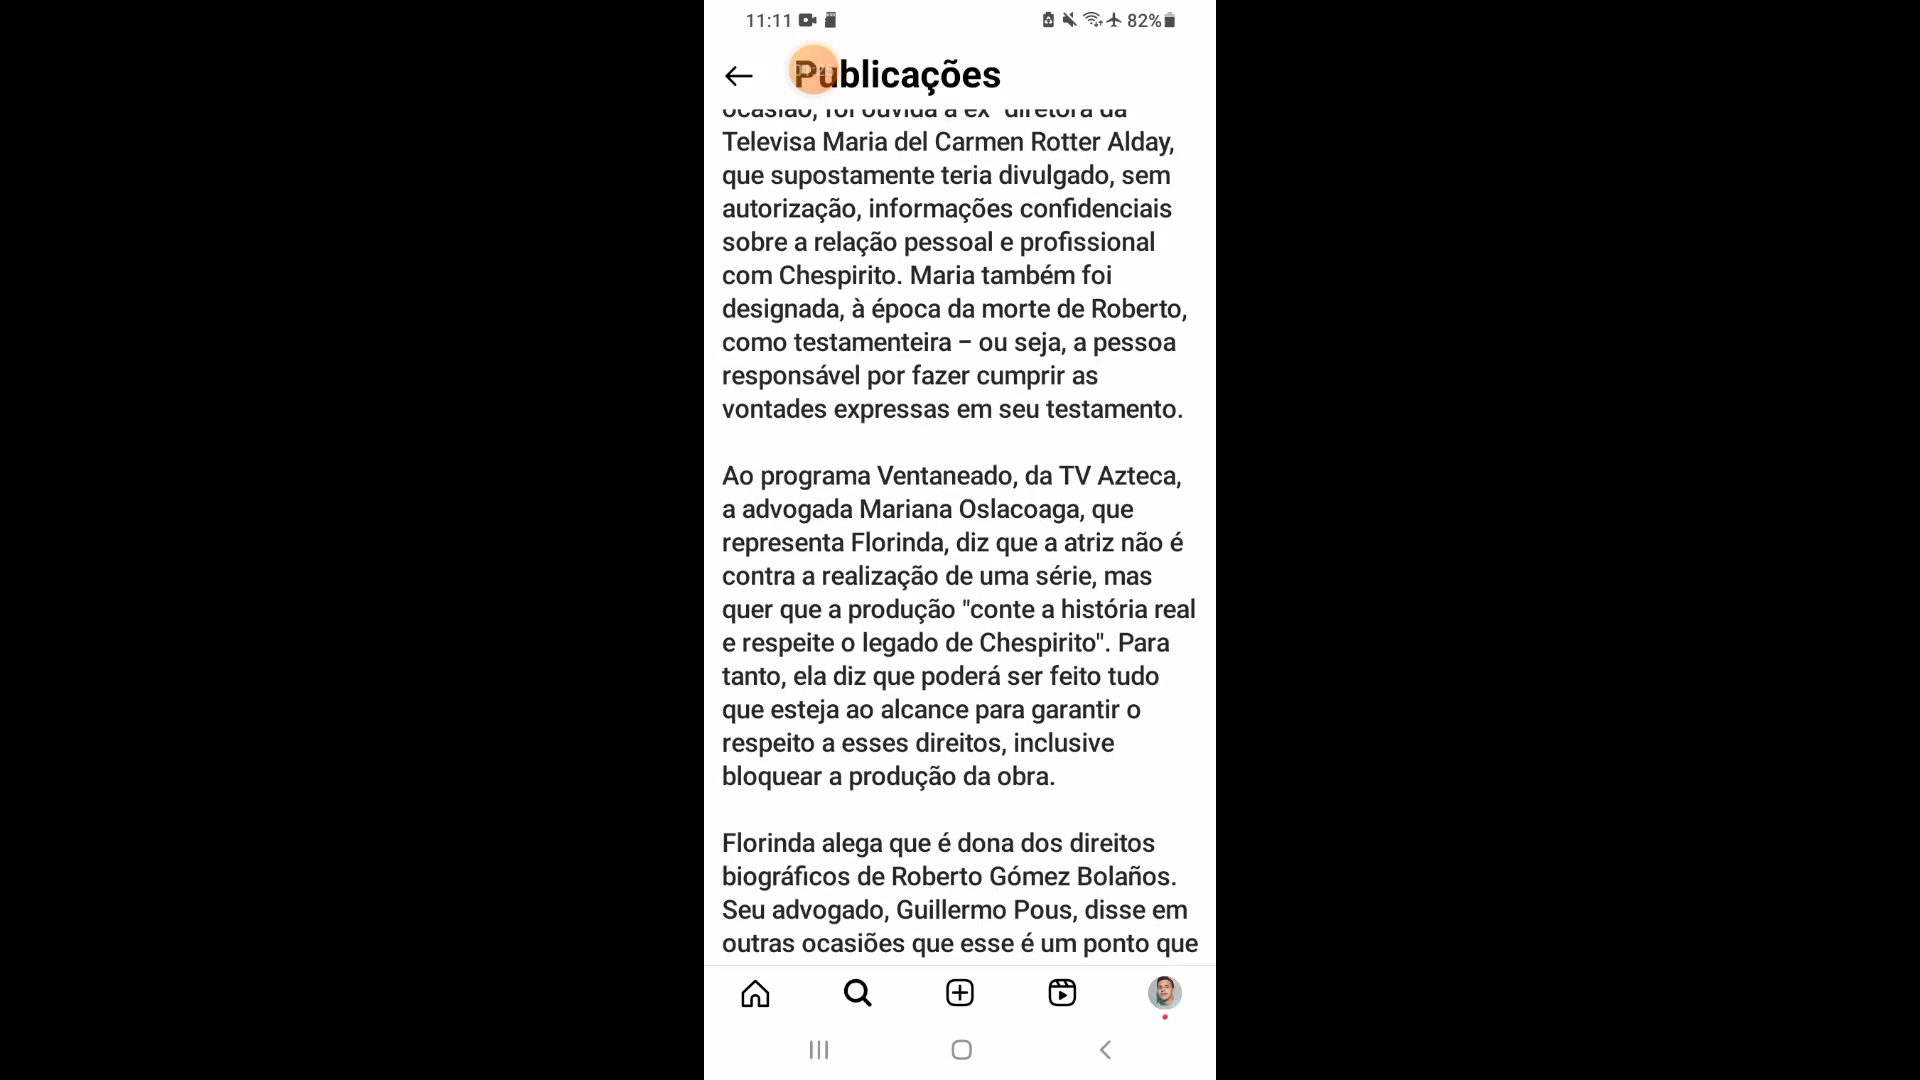 11:11
82%
Publicações
ocasião, foi ouvida a ex-diretora da
Televisa Maria del Carmen Rotter Alday,
que supostamente teria divulgado, sem
autorização, informações confidenciais
sobre a relação pessoal e profissional
com Chespirito. Maria também foi
designada, à época da morte de Roberto,
como testamenteira – ou seja, a pessoa
responsável por fazer cumprir as
vontades expressas em seu testamento.
Ao programa Ventaneado, da TV Azteca,
a advogada Mariana Oslacoaga, que
representa Florinda, diz que a atriz não é
contra a realização de uma série, mas
quer que a produção "conte a história real
e respeite o legado de Chespirito". Para
tanto, ela diz que poderá ser feito tudo
que esteja ao alcance para garantir o
respeito a esses direitos, inclusive
bloquear a produção da obra.
Florinda alega que é dona dos direitos
biográficos de Roberto Gómez Bolaños.
Seu advogado, Guillermo Pous, disse em
outras ocasiões que esse é um ponto que